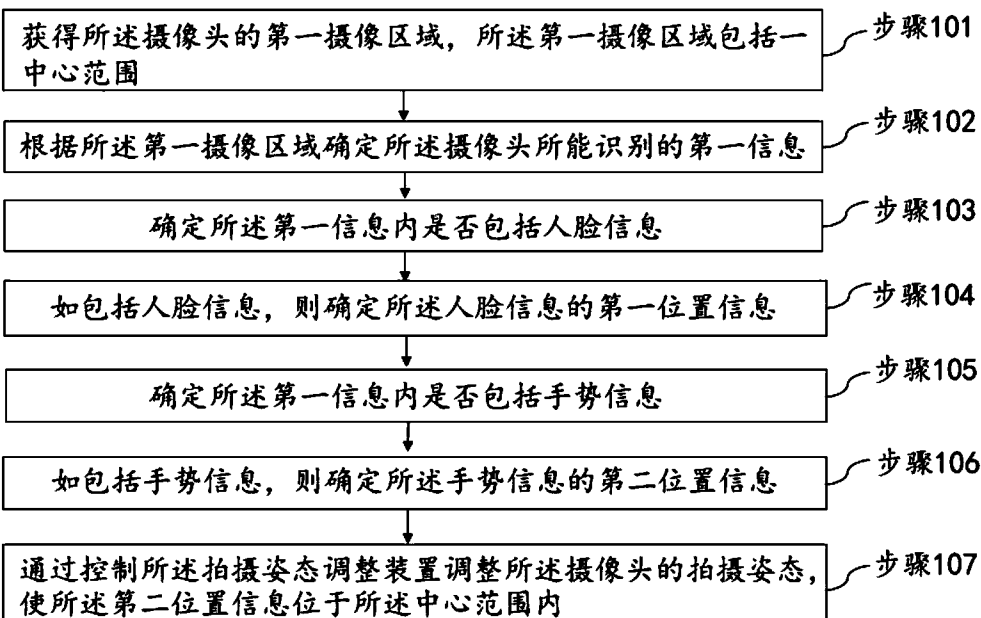 获得所述摄像头的第一摄像区域，所述第一摄像区域包括一
中心范围
步骤101
根据所述第一摄像区域确定所述摄像头所能识别的第一信息
步骤102
确定所述第一信息内是否包括人脸信息
步骤103
如包括人脸信息，则确定所述人脸信息的第一位置信息
步骤104
确定所述第一信息内是否包括手势信息
步骤105
如包括手势信息，则确定所述手势信息的第二位置信息
步骤106
通过控制所述拍摄姿态调整装置调整所述摄像头的拍摄姿态，
使所述第二位置信息位于所述中心范围内
步骤107